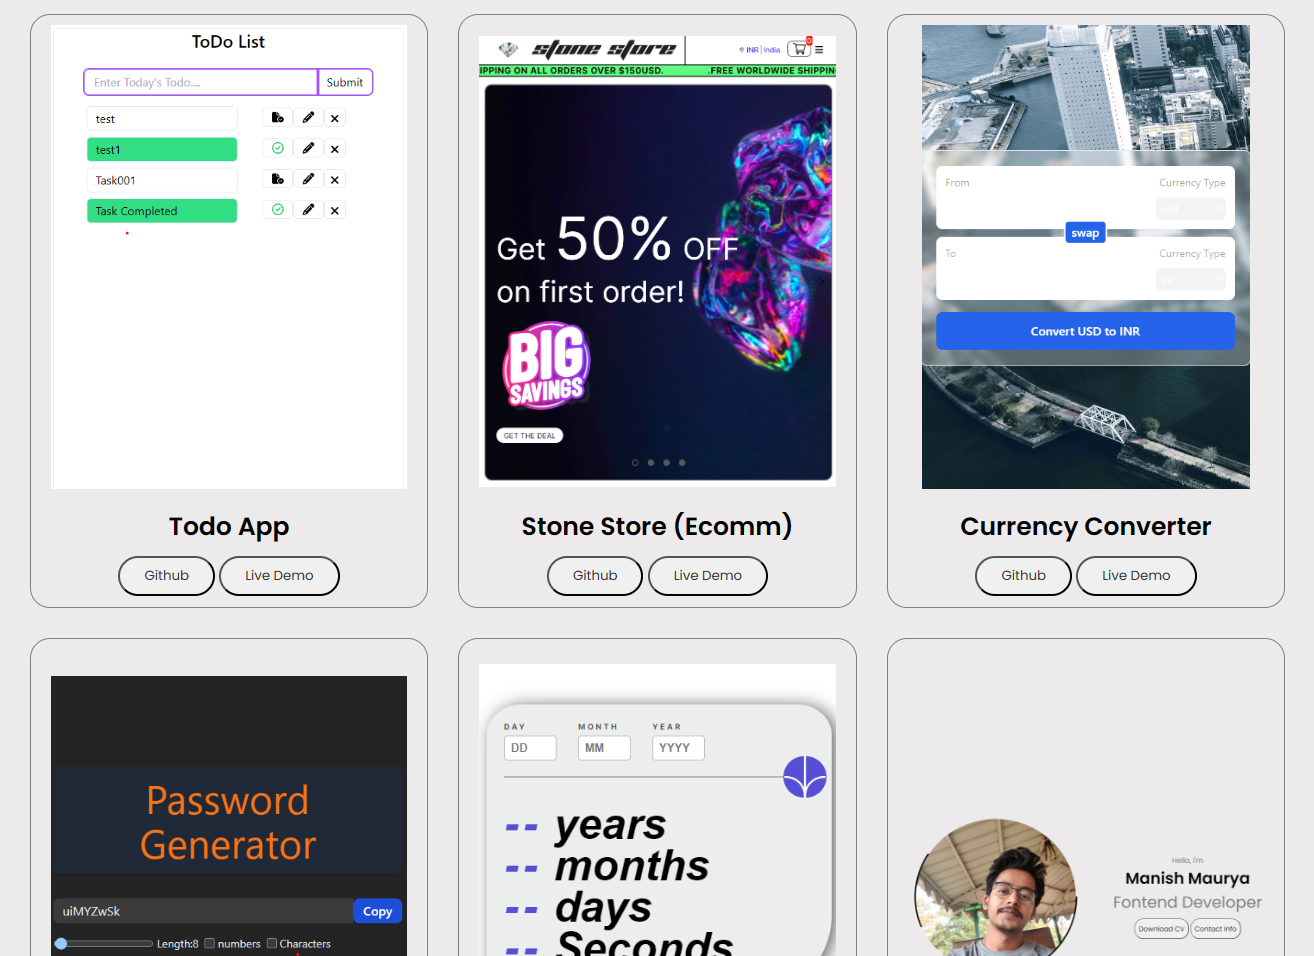 ToDo List
Enter Today's Todo....
Submit
test
test1
Task001
Task Completed
Todo App
Github
Live Demo
stone store
INR | India
0
IPPING ON ALL ORDERS OVER $150USD.
.FREE WORLDWIDE SHIPPIN
Get 50% OFF
on first order!
BIG
SAVINGS
GET THE DEAL
Stone Store (Ecomm)
Github
Live Demo
From
Currency Type
usd
swap
To
Currency Type
inr
Convert USD to INR
Currency Converter
Github
Live Demo
Password
Generator
uiMYZwSk
Copy
Length:8
numbers
Characters
DAY
MONTH
YEAR
DD
MM
YYYY
-- years
-- months
-- days
-- Seconds
Hello, I'm
Manish Maurya
Fontend Developer
Download CV
Contact Info